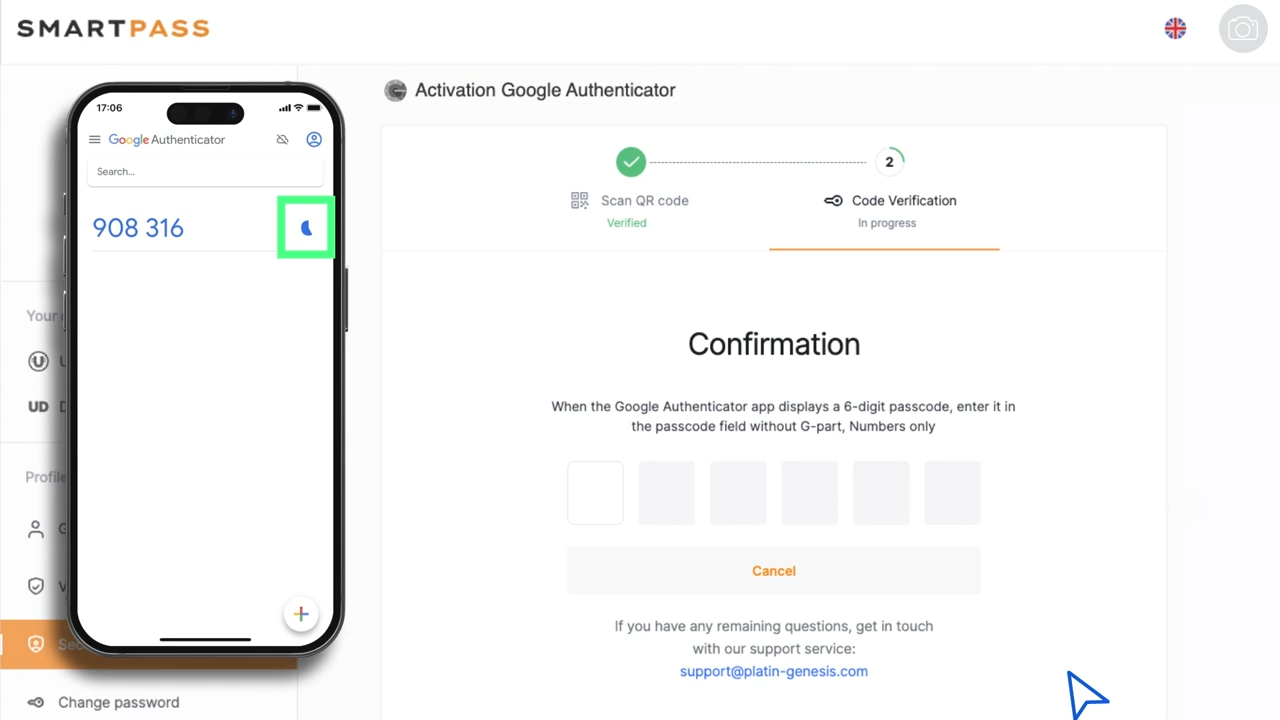 SMARTPASS
17:06
Google Authenticator
Search...
908 316
Your
UD
Profile
Change password
Activation Google Authenticator
2
Scan QR code
Verified
Code Verification
In progress
Confirmation
When the Google Authenticator app displays a 6-digit passcode, enter it in
the passcode field without G-part, Numbers only
Cancel
If you have any remaining questions, get in touch
with our support service:
support@platin-genesis.com